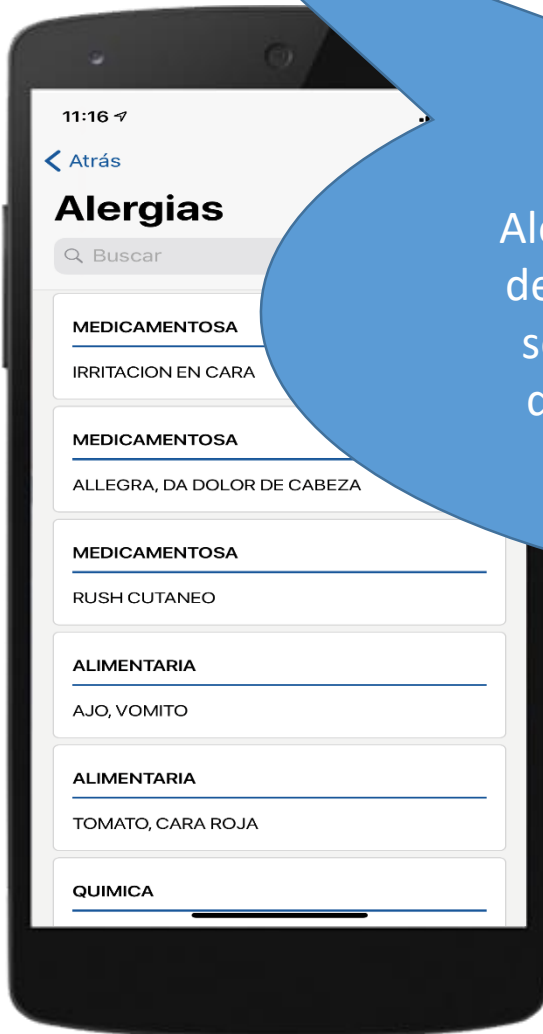 11:16
Atrás
Alergias
Buscar
MEDICAMENTOSA
IRRITACION EN CARA
MEDICAMENTOSA
ALLEGRA, DA DOLOR DE CABEZA
MEDICAMENTOSA
RUSH CUTANEO
ALIMENTARIA
AJO, VOMITO
ALIMENTARIA
TOMATO, CARA ROJA
QUIMICA